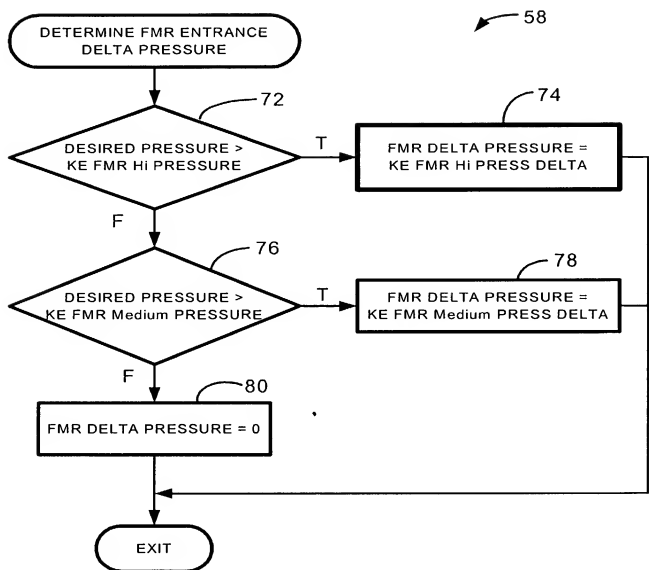 DETERMINE FMR ENTRANCE
DELTA PRESSURE
58
72
DESIRED PRESSURE >
KE FMR Hi PRESSURE
T
74
FMR DELTA PRESSURE =
KE FMR Hi PRESS DELTA
F
76
DESIRED PRESSURE >
KE FMR Medium PRESSURE
T
78
FMR DELTA PRESSURE =
KE FMR Medium PRESS DELTA
F
80
FMR DELTA PRESSURE = 0
EXIT